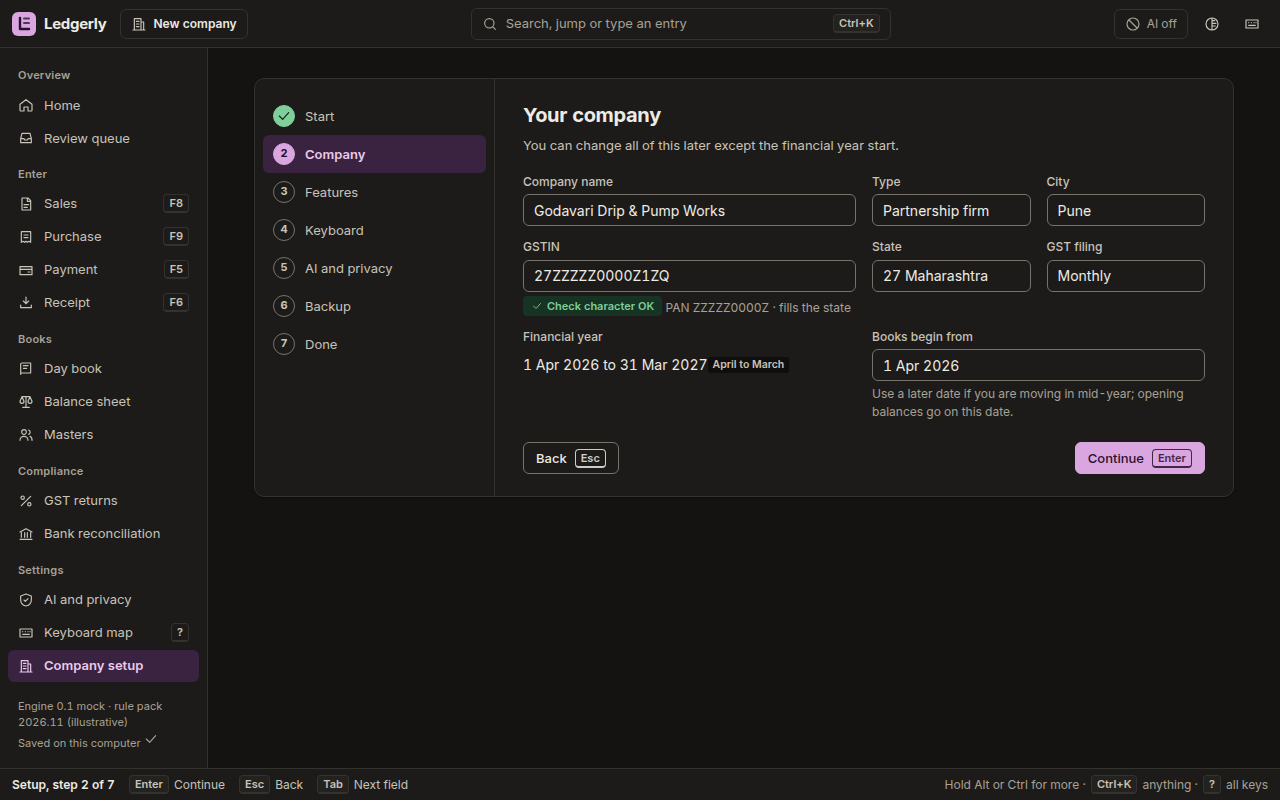 Ledgerly
New company
Search, jump or type an entry
Ctrl+K
AI off
Overview
Home
Review queue
Enter
Sales F8
Purchase F9
Payment F5
Receipt F6
Books
Day book
Balance sheet
Masters
Compliance
GST returns
Bank reconciliation
Settings
AI and privacy
Keyboard map ?
Company setup
Engine 0.1 mock · rule pack
2026.11 (illustrative)
Saved on this computer
Start
2 Company
3 Features
4 Keyboard
5 AI and privacy
6 Backup
7 Done
Your company
You can change all of this later except the financial year start.
Company name Type City
Godavari Drip & Pump Works Partnership firm Pune
GSTIN State GST filing
27ZZZZZ0000Z1ZQ 27 Maharashtra Monthly
Check character OK PAN ZZZZZ0000Z · fills the state
Financial year Books begin from
1 Apr 2026 to 31 Mar 2027 April to March 1 Apr 2026
Use a later date if you are moving in mid-year; opening
balances go on this date.
Back Esc Continue Enter
Setup, step 2 of 7 Enter Continue Esc Back Tab Next field Hold Alt or Ctrl for more · Ctrl+K anything · ? all keys